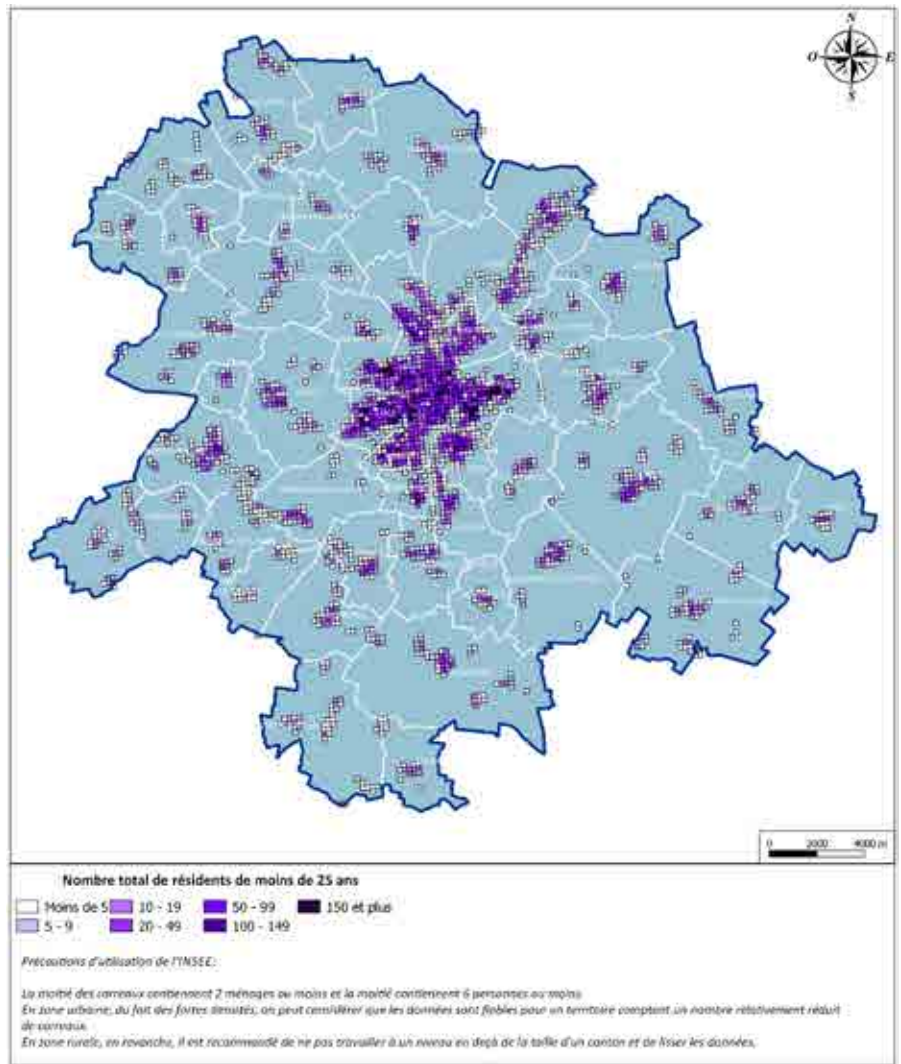 N
O E
S
0 2000 4000 m
Nombre total de résidents de moins de 25 ans
Moins de 5 10 - 19 50 - 99 150 et plus
5 - 9 20 - 49 100 - 149
Précautions d'utilisation de l'INSEE:
La moitié des carreaux contiennent 2 ménages ou moins et la moitié contiennent 6 personnes ou moins
En zone urbaine, du fait des fortes densités, on peut considérer que les données sont fiables pour un territoire comptant un nombre relativement réduit
de carreaux.
En zone rurale, en revanche, il est recommandé de ne pas travailler à un niveau en deçà de la taille d'un canton et de lisser les données.